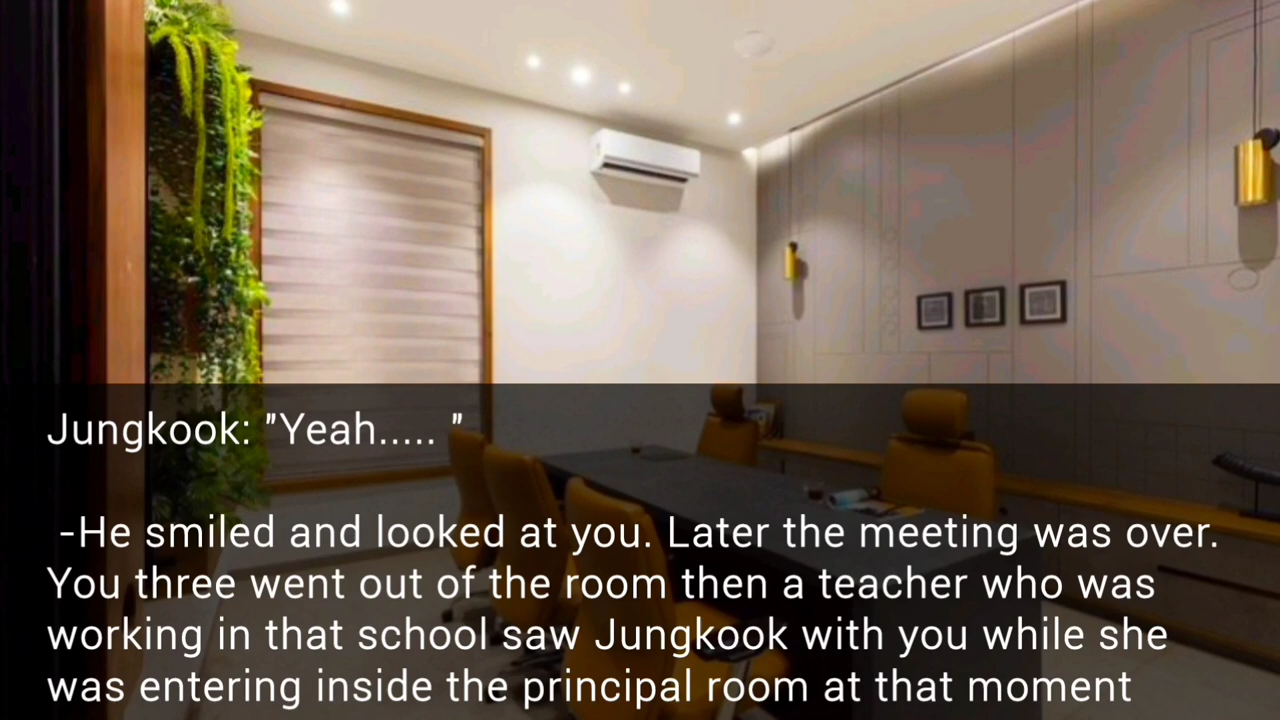 Jungkook: "Yeah..... "
-He smiled and looked at you. Later the meeting was over.
You three went out of the room then a teacher who was
working in that school saw Jungkook with you while she
was entering inside the principal room at that moment